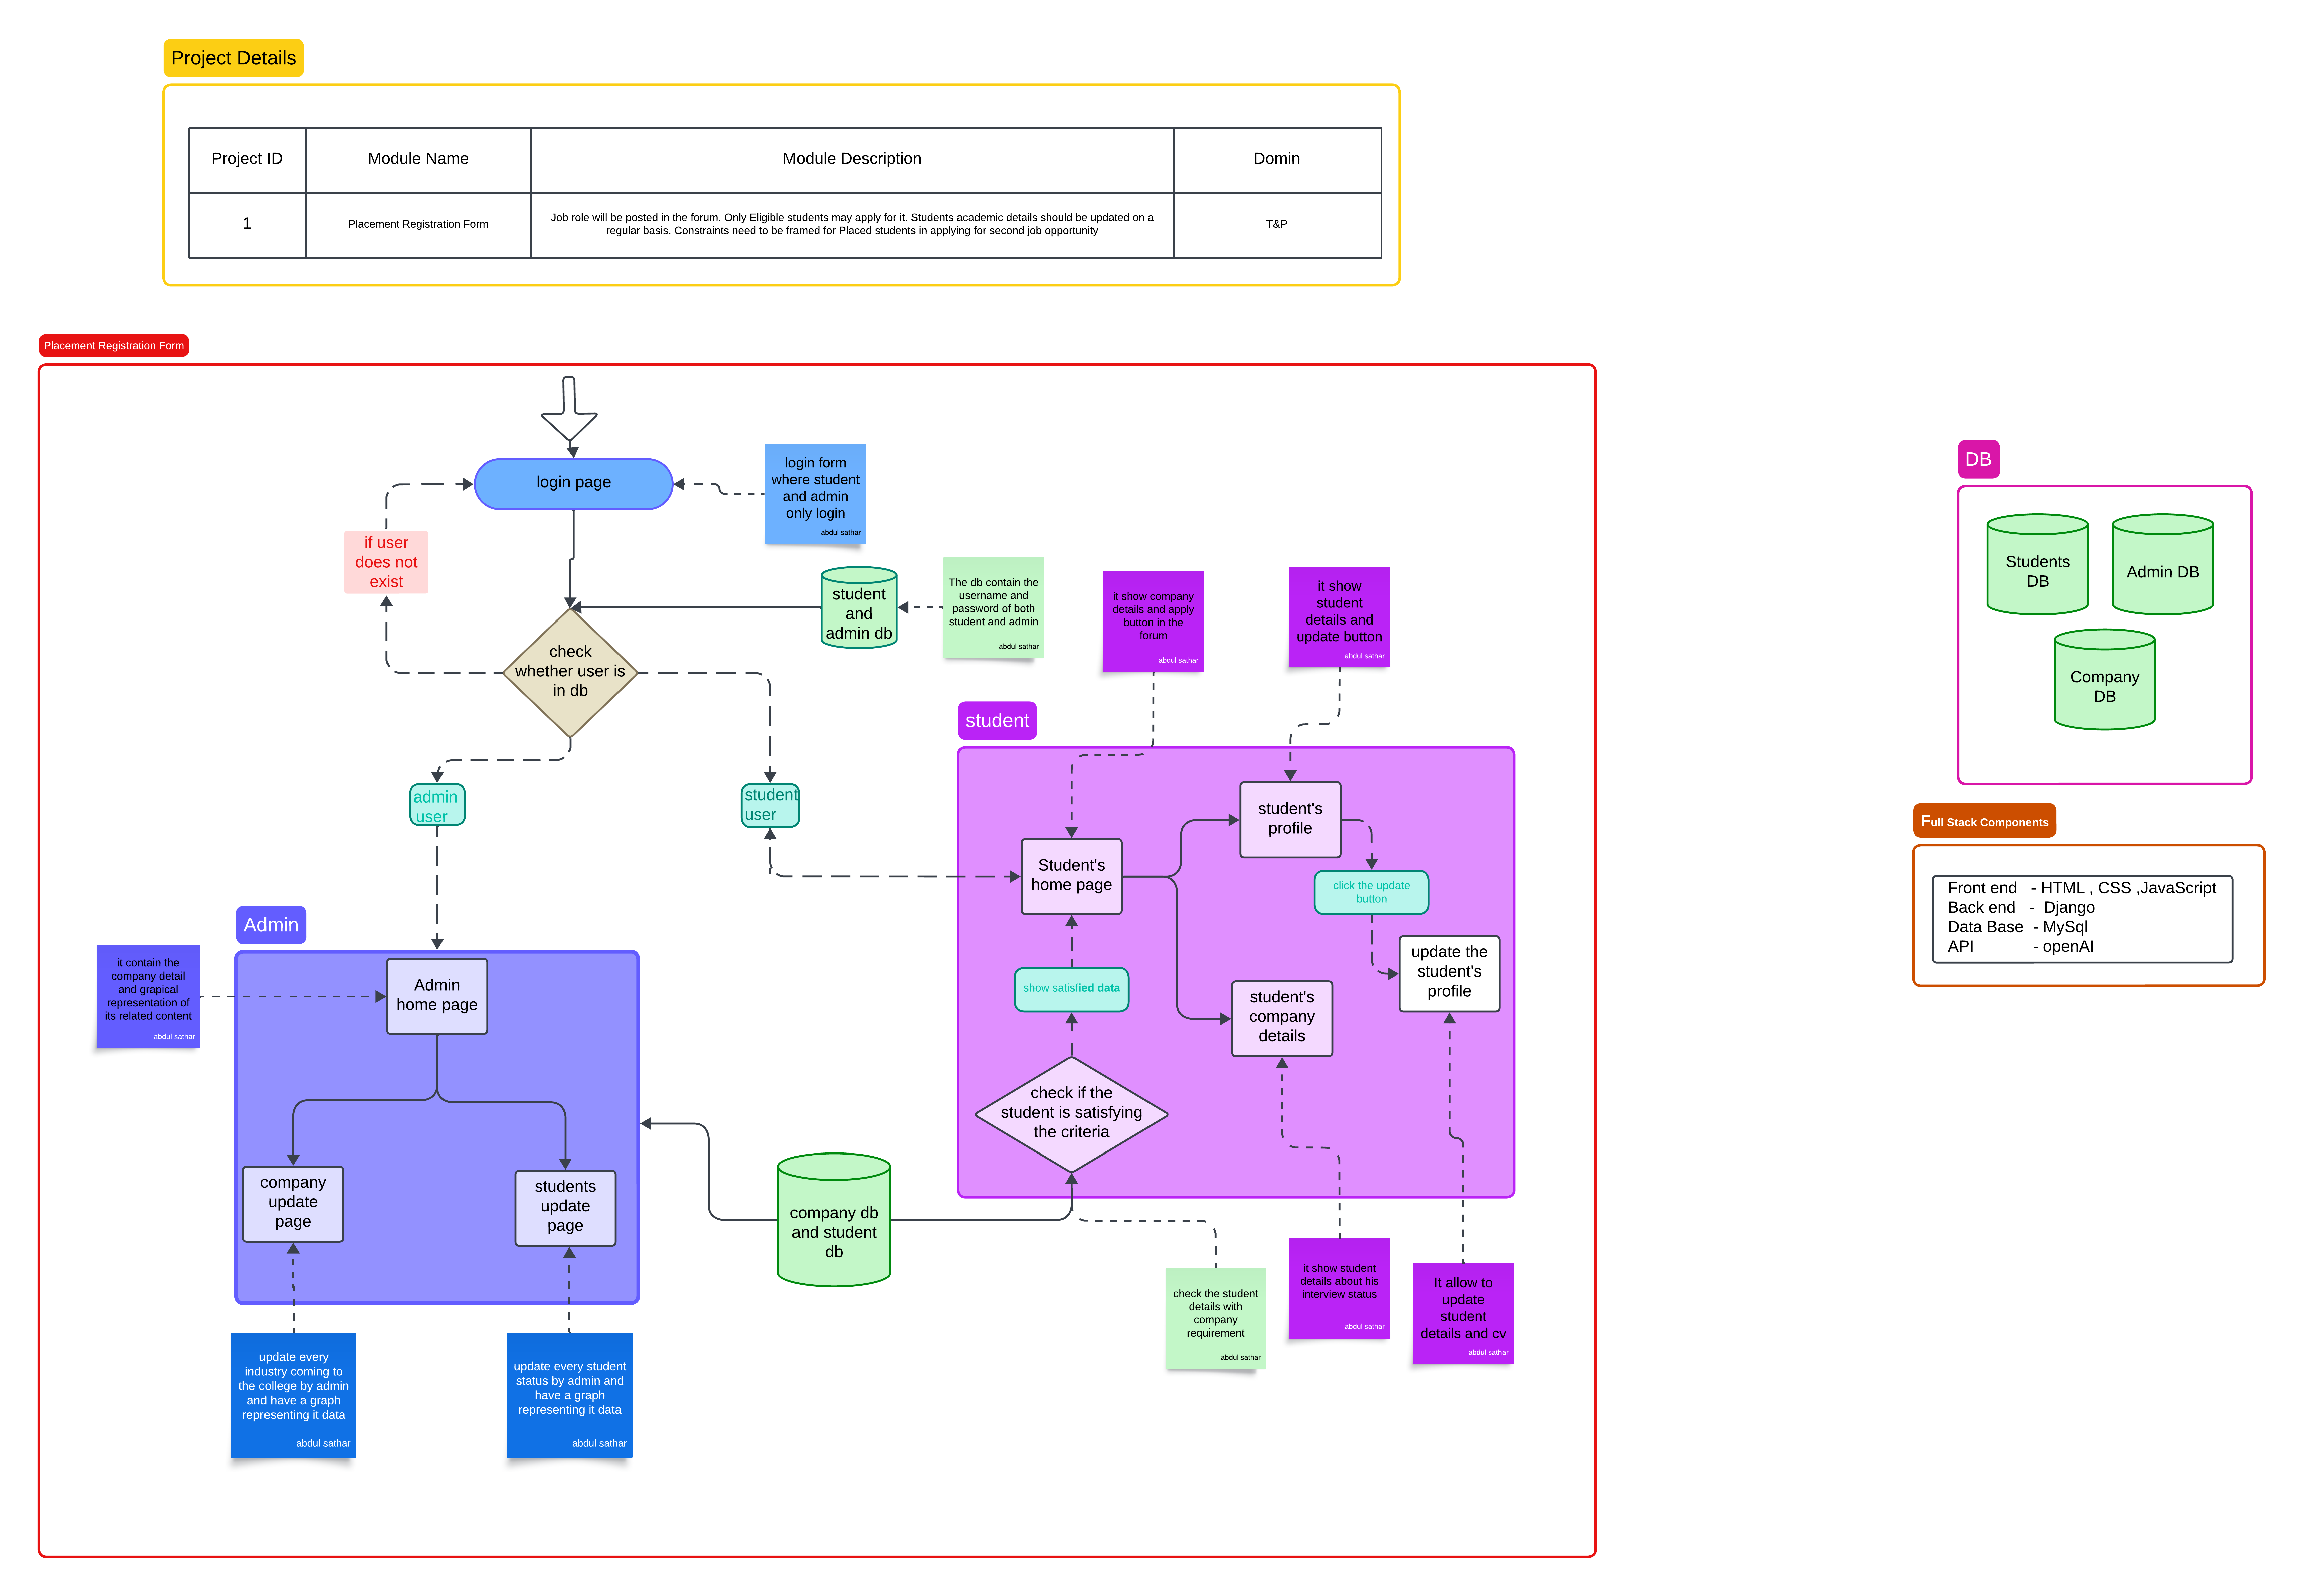 Project Details
Project ID
Module Name
Module Description
Domin
1
Placement Registration Form
Job role will be posted in the forum. Only Eligible students may apply for it. Students academic details should be updated on a
regular basis. Constraints need to be framed for Placed students in applying for second job opportunity
T&P
Placement Registration Form
login page
login form
where student
and admin
only login
abdul sathar
if user
does not
exist
student
and
admin db
The db contain the
username and
password of both
student and admin
abdul sathar
it show company
details and apply
button in the
forum
abdul sathar
it show
student
details and
update button
abdul sathar
check
whether user is
in db
admin
user
student
user
student
student's
profile
Student's
home page
click the update
button
update the
student's
profile
show satisfied data
student's
company
details
check if the
student is satisfying
the criteria
Admin
it contain the
company detail
and grapical
representation of
its related content
abdul sathar
Admin
home page
company
update
page
students
update
page
company db
and student
db
check the student
details with
company
requirement
abdul sathar
it show student
details about his
interview status
abdul sathar
It allow to
update
student
details and cv
abdul sathar
update every
industry coming to
the college by admin
and have a graph
representing it data
abdul sathar
update every student
status by admin and
have a graph
representing it data
abdul sathar
DB
Students
DB
Admin DB
Company
DB
Full Stack Components
Front end - HTML , CSS ,JavaScript
Back end - Django
Data Base - MySql
API - openAI